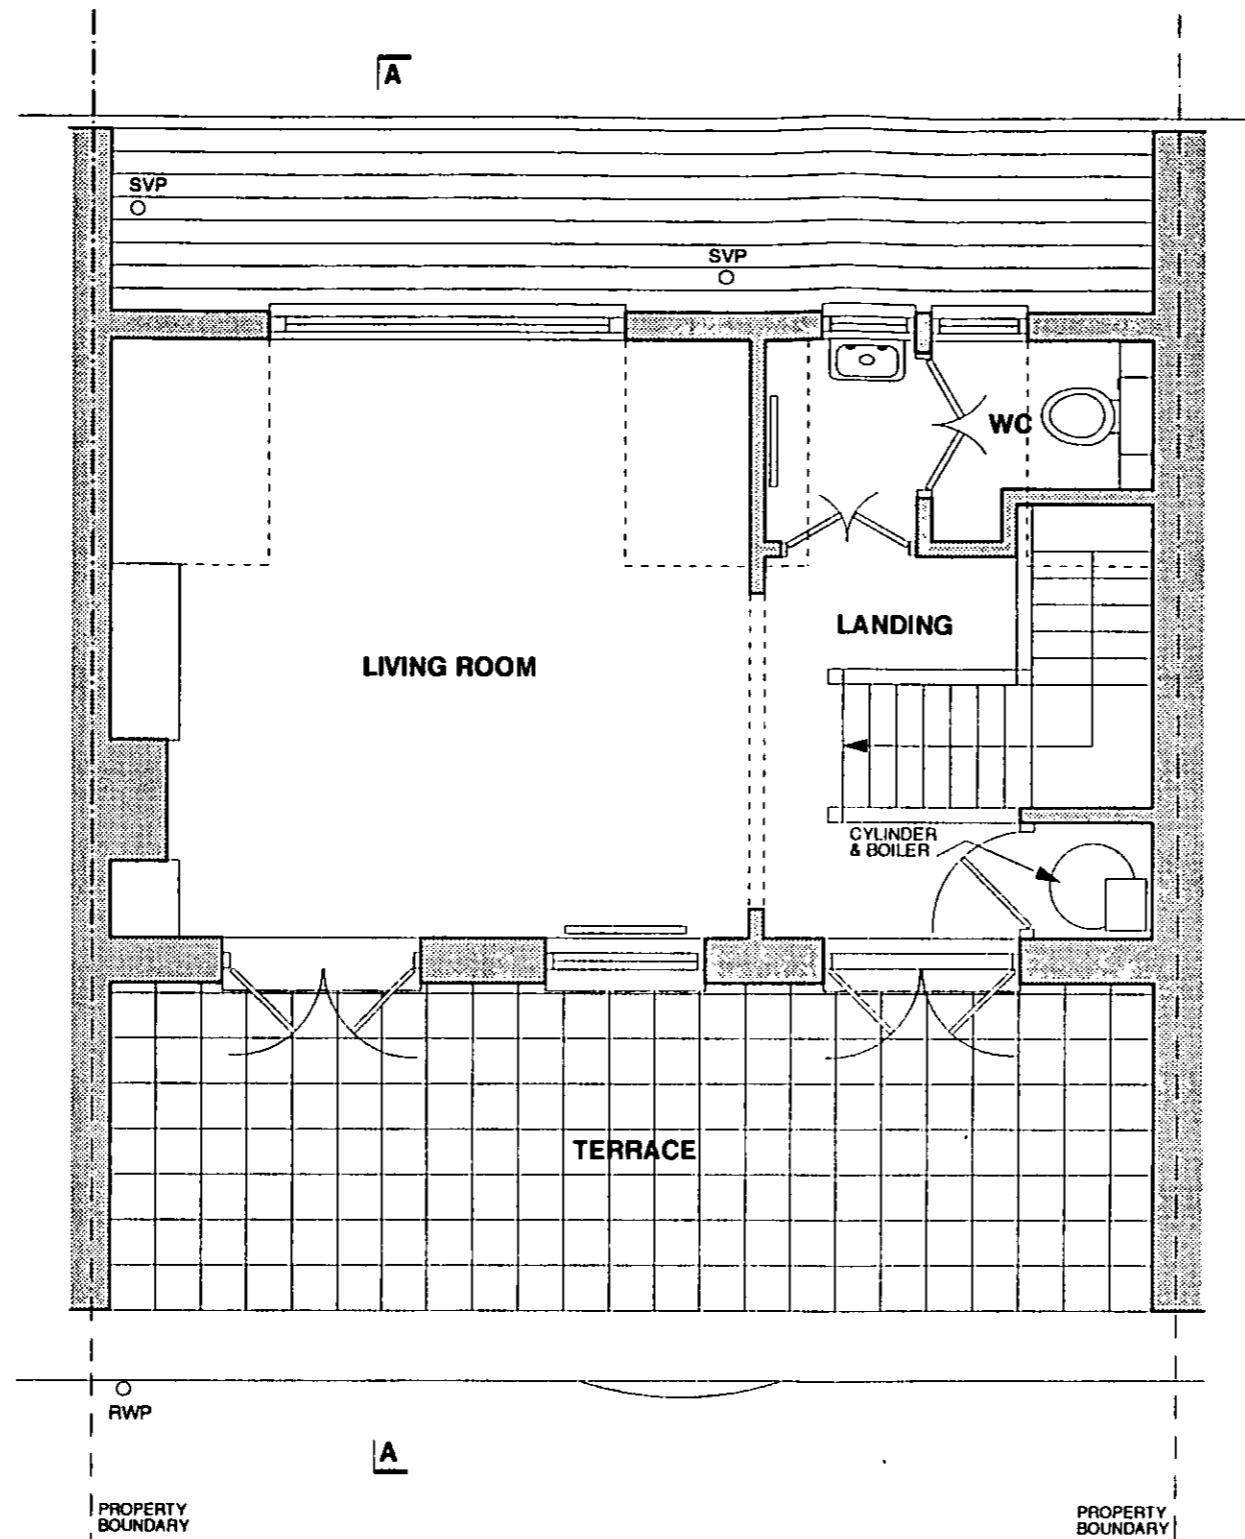 A
SVP
SVP
WC
LANDING
LIVING ROOM
CYLINDER
& BOILER
TERRACE
RWP
A
PROPERTY
BOUNDARY
PROPERTY
BOUNDARY